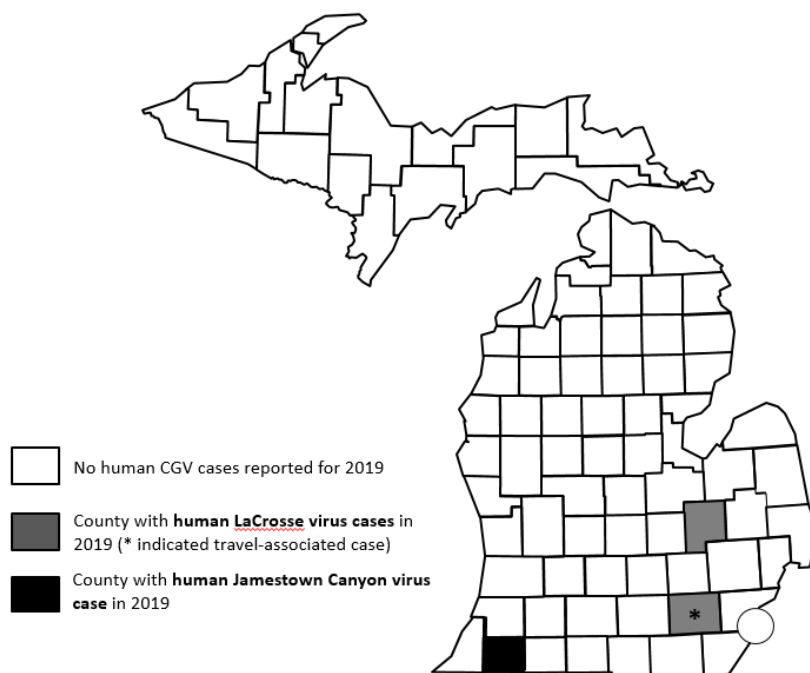 No human CGV cases reported for 2019
County with human LaCrosse virus cases in
2019 (* indicated travel-associated case)
County with human Jamestown Canyon virus
case in 2019
*